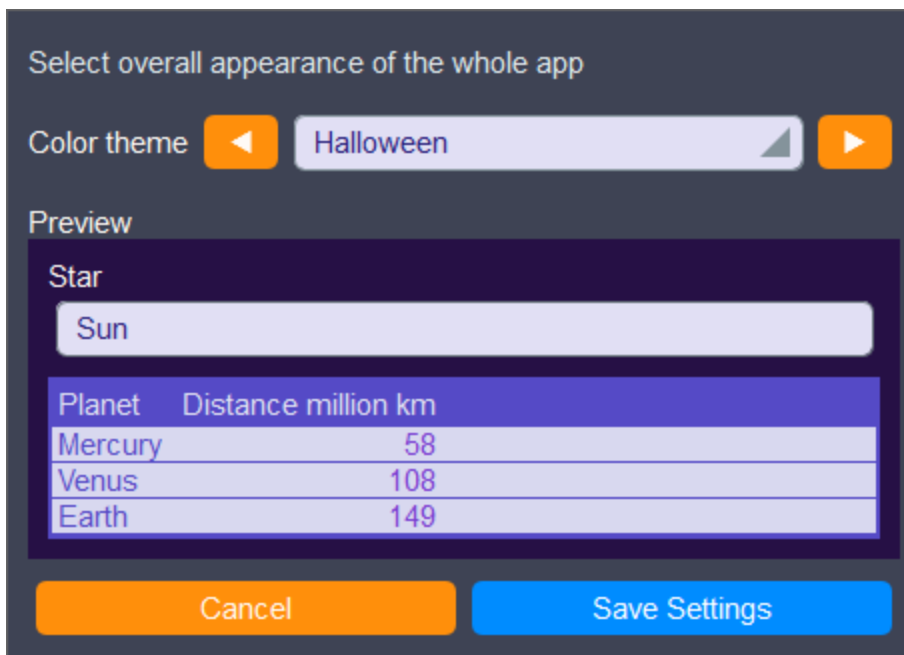 Select overall appearance of the whole app
Color theme Halloween
Preview
Star
Sun
Planet Distance million km
Mercury 58
Venus 108
Earth 149
Cancel Save Settings